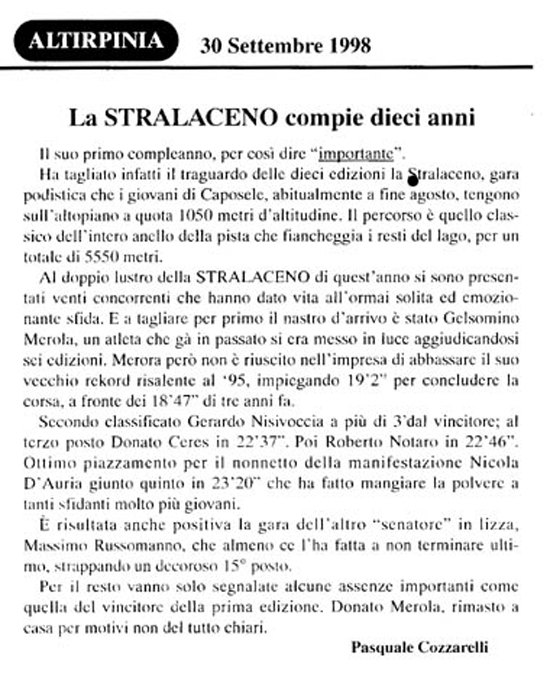 ALTIRPINIA
30 Settembre 1998
La STRALACENO compie dieci anni
Il suo primo compleanno, per così dire “importante”.
Ha tagliato infatti il traguardo delle dieci edizioni la Stralaceno, gara
podistica che i giovani di Caposele, abitualmente a fine agosto, tengono
sull'altopiano a quota 1050 metri d'altitudine. Il percorso è quello clas-
sico dell'intero anello della pista che fiancheggia i resti del lago, per un
totale di 5550 metri.
Al doppio lustro della STRALACENO di quest'anno si sono presen-
tati venti concorrenti che hanno dato vita all'ormai solita ed emozio-
nante sfida. E a tagliare per primo il nastro d'arrivo è stato Gelsomino
Merola, un atleta che gà in passato si era messo in luce aggiudicandosi
sei edizioni. Merora però non è riuscito nell'impresa di abbassare il suo
vecchio rekord risalente al ‘95, impiegando 19'2” per concludere la
corsa, a fronte dei 18'47” di tre anni fa.
Secondo classificato Gerardo Nisivoccia a più di 3'dal vincitore; al
terzo posto Donato Ceres in 22'37”. Poi Roberto Notaro in 22'46”.
Ottimo piazzamento per il nonnetto della manifestazione Nicola
D'Auria giunto quinto in 23'20” che ha fatto mangiare la polvere a
tanti sfidanti molto più giovani.
È risultata anche positiva la gara dell'altro “senatore” in lizza,
Massimo Russomanno, che almeno ce l'ha fatta a non terminare ulti-
mo, strappando un decoroso 15° posto.
Per il resto vanno solo segnalate alcune assenze importanti come
quella del vincitore della prima edizione. Donato Merola, rimasto a
casa per motivi non del tutto chiari.
Pasquale Cozzarelli